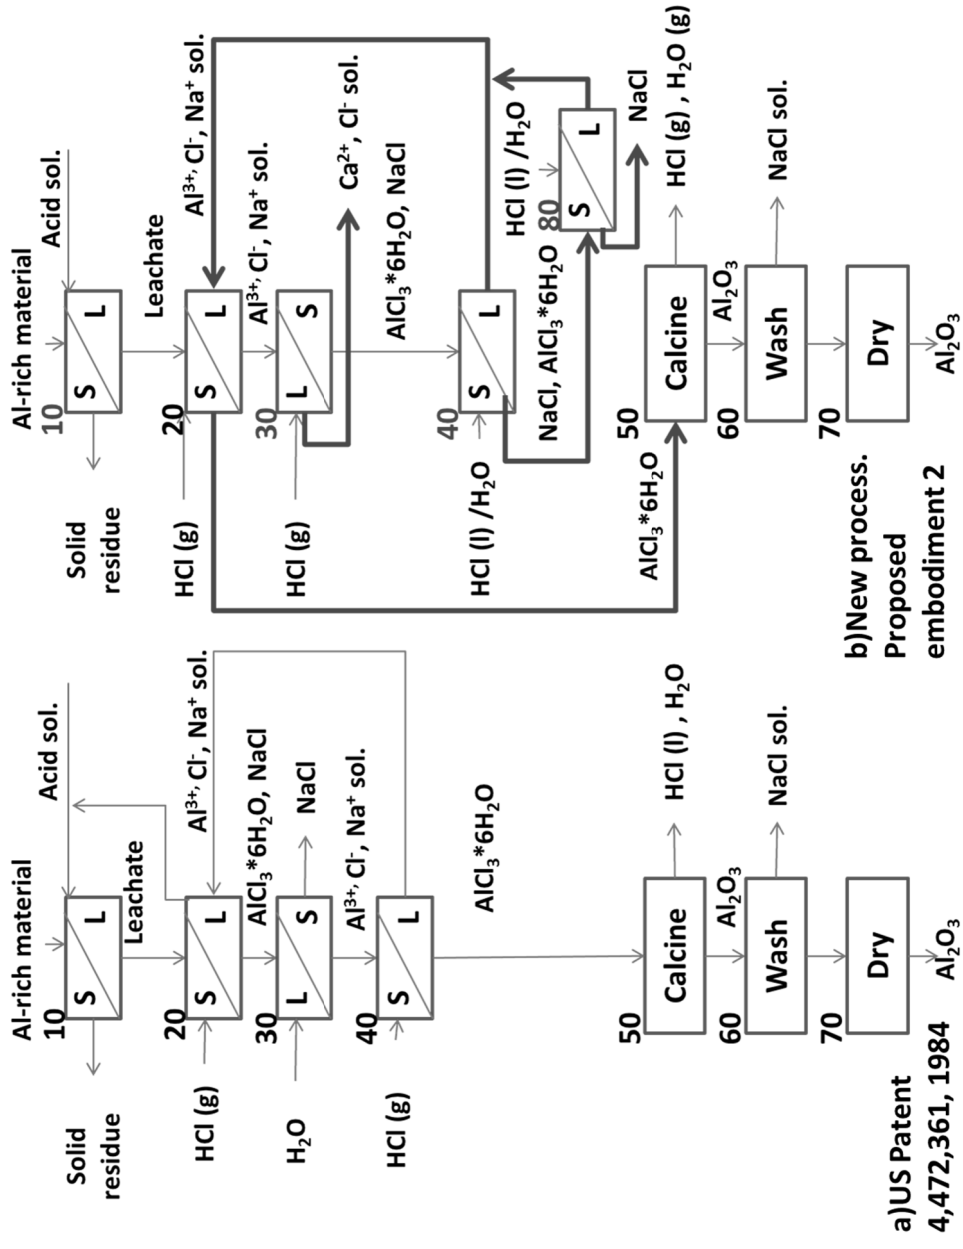 Al-rich material
Acid sol.
10
S
L
Solid
residue
Leachate
Al³⁺, Cl⁻, Na⁺ sol.
20
S
L
HCl (g)
AlCl₃*6H₂O, NaCl
30
L
S
H₂O
NaCl
Al³⁺, Cl⁻, Na⁺ sol.
40
S
L
HCl (g)
AlCl₃*6H₂O
50
Calcine
HCl (l) , H₂O
Al₂O₃
60
Wash
NaCl sol.
70
Dry
Al₂O₃
a)US Patent
4,472,361, 1984
Al-rich material
Acid sol.
10
S
L
Solid
residue
Leachate
Al³⁺, Cl⁻, Na⁺ sol.
20
S
L
HCl (g)
Al³⁺, Cl⁻, Na⁺ sol.
30
L
S
HCl (g)
Ca²⁺, Cl⁻ sol.
AlCl₃*6H₂O, NaCl
40
S
L
HCl (l) /H₂O
HCl (l) /H₂O
80
S
L
NaCl, AlCl₃*6H₂O
NaCl
AlCl₃*6H₂O
50
Calcine
HCl (g) , H₂O (g)
Al₂O₃
60
Wash
NaCl sol.
70
Dry
Al₂O₃
b)New process.
Proposed
embodiment 2